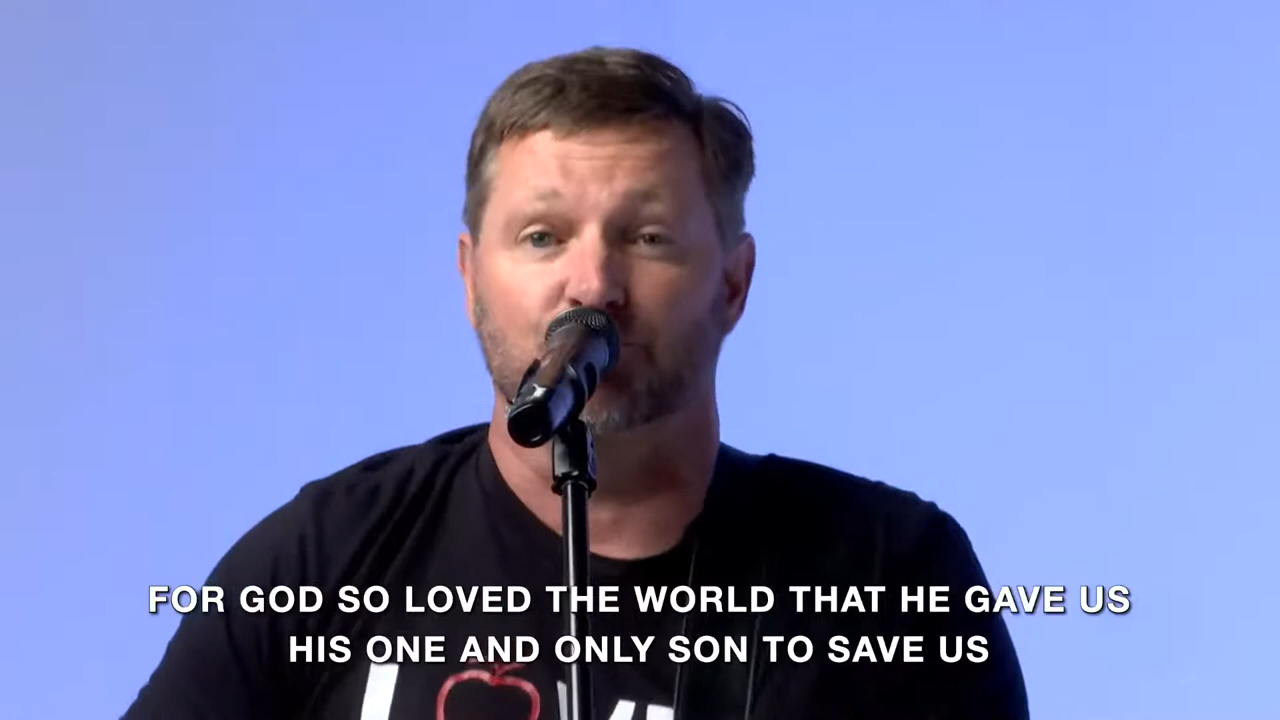 FOR GOD SO LOVED THE WORLD THAT HE GAVE US
HIS ONE AND ONLY SON TO SAVE US
I